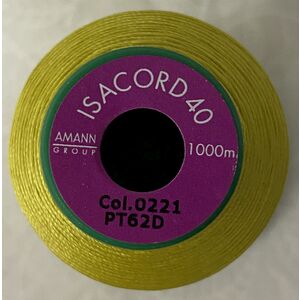 ISACORD 40
AMANN
GROUP
1000m
Col.0221
PT62D